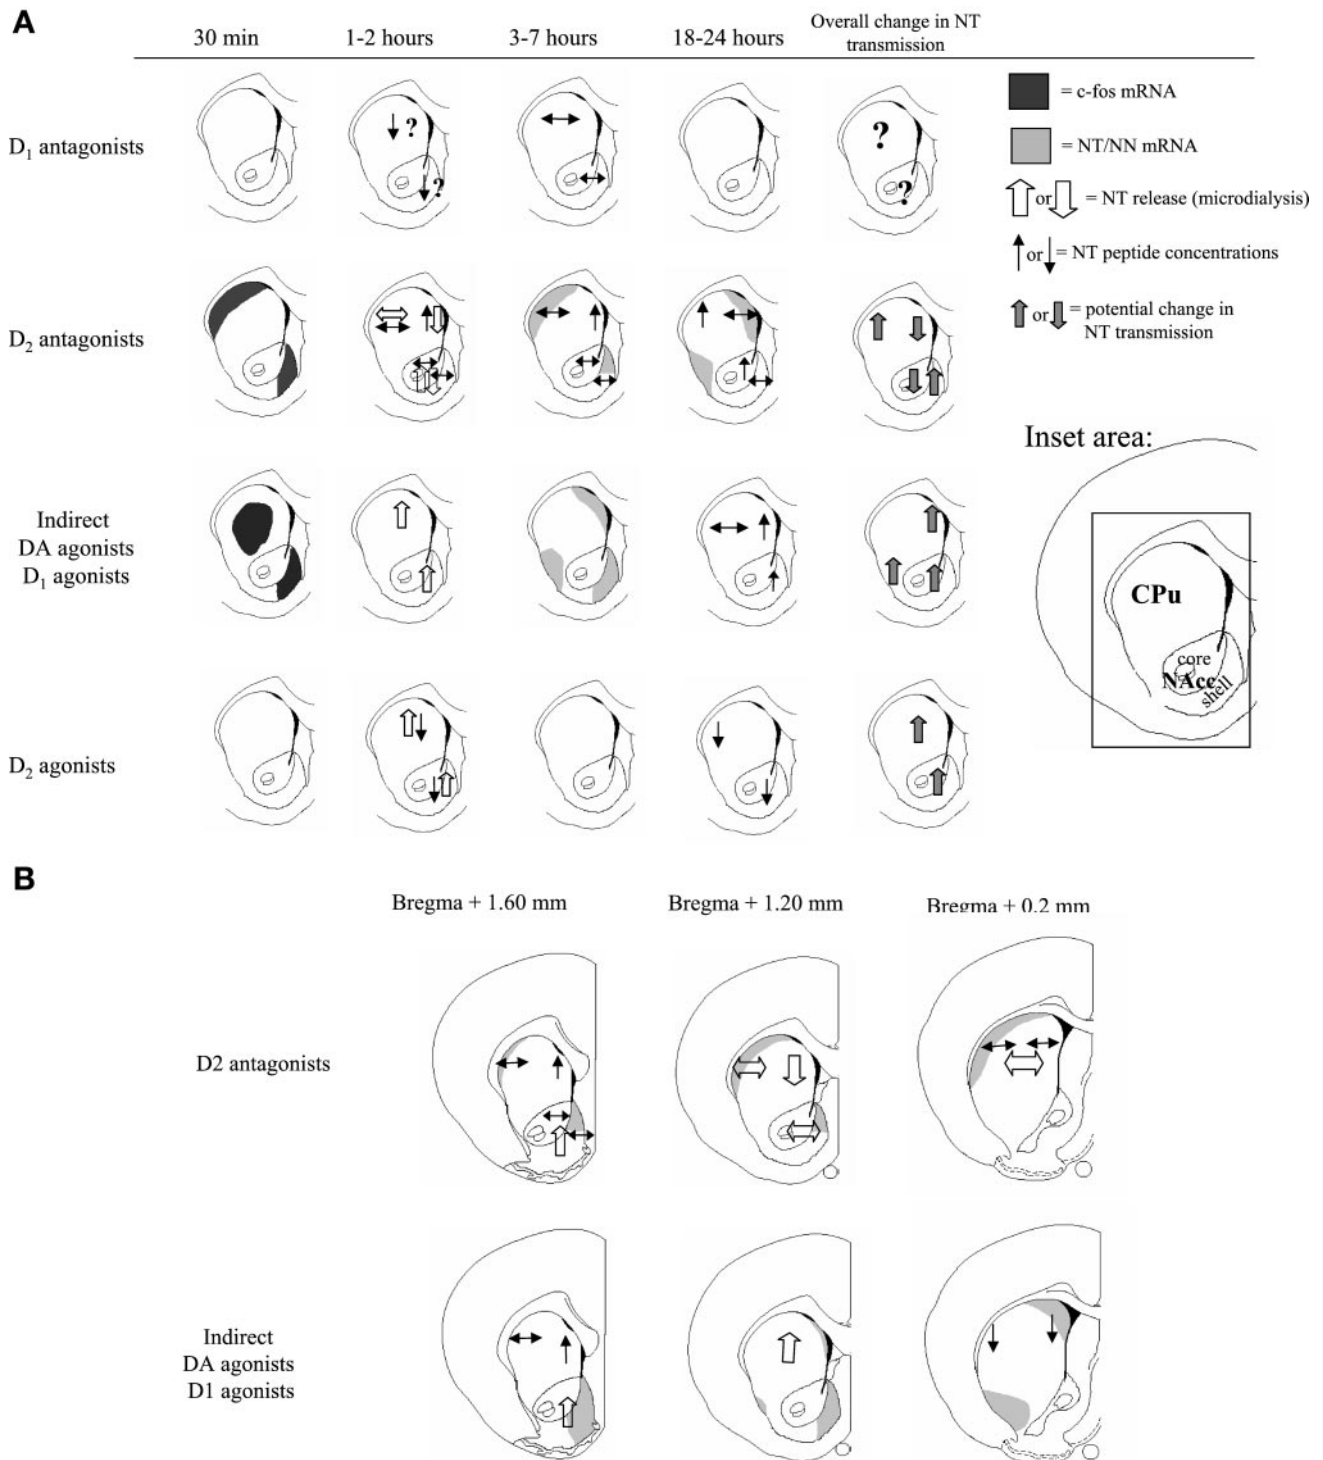 A
30 min
1-2 hours
3-7 hours
18-24 hours
Overall change in NT
transmission
D1 antagonists
?
?
?
?
= c-fos mRNA
= NT/NN mRNA
or = NT release (microdialysis)
or = NT peptide concentrations
or = potential change in
NT transmission
D2 antagonists
Indirect
DA agonists
D1 agonists
D2 agonists
Inset area:
CPu
core
NAcc
shell
B
Bregma + 1.60 mm
Bregma + 1.20 mm
Bregma + 0.2 mm
D2 antagonists
Indirect
DA agonists
D1 agonists